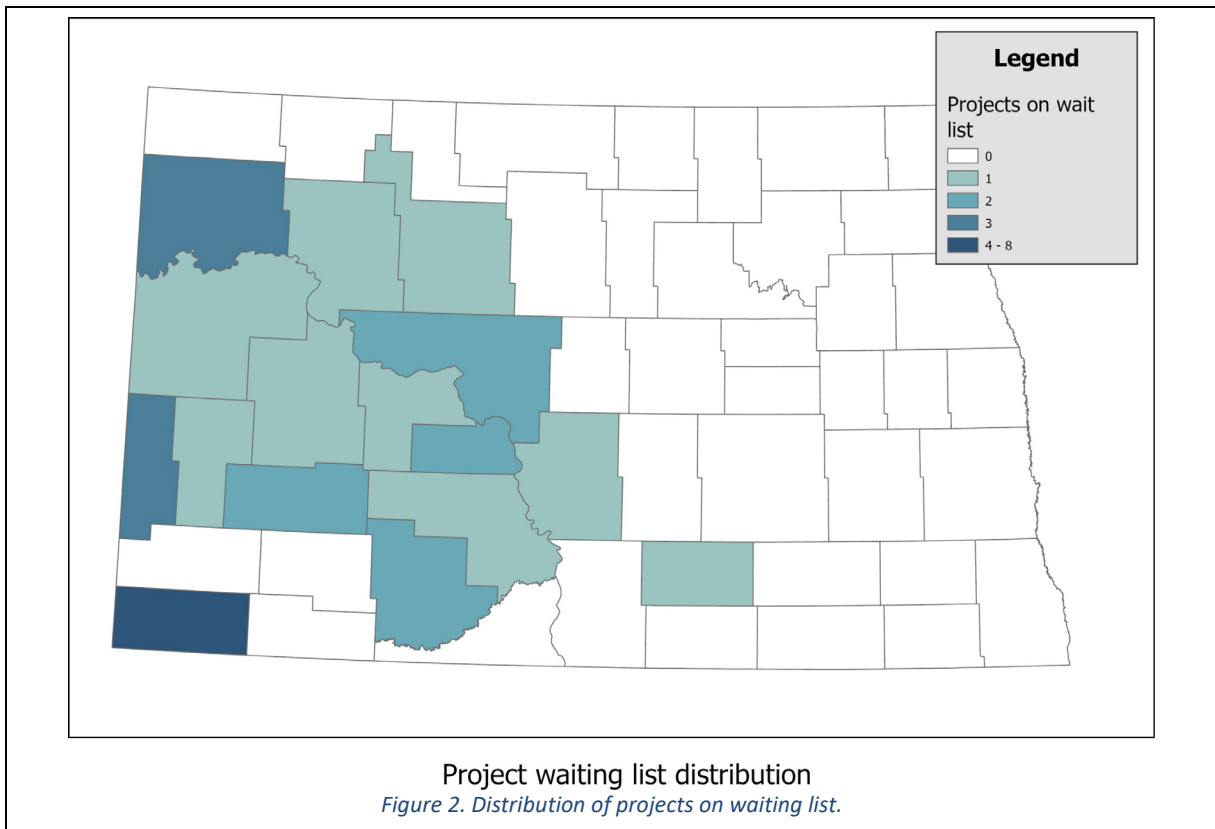 Legend
Projects on wait
list
0
1
2
3
4 - 8
Project waiting list distribution
Figure 2. Distribution of projects on waiting list.